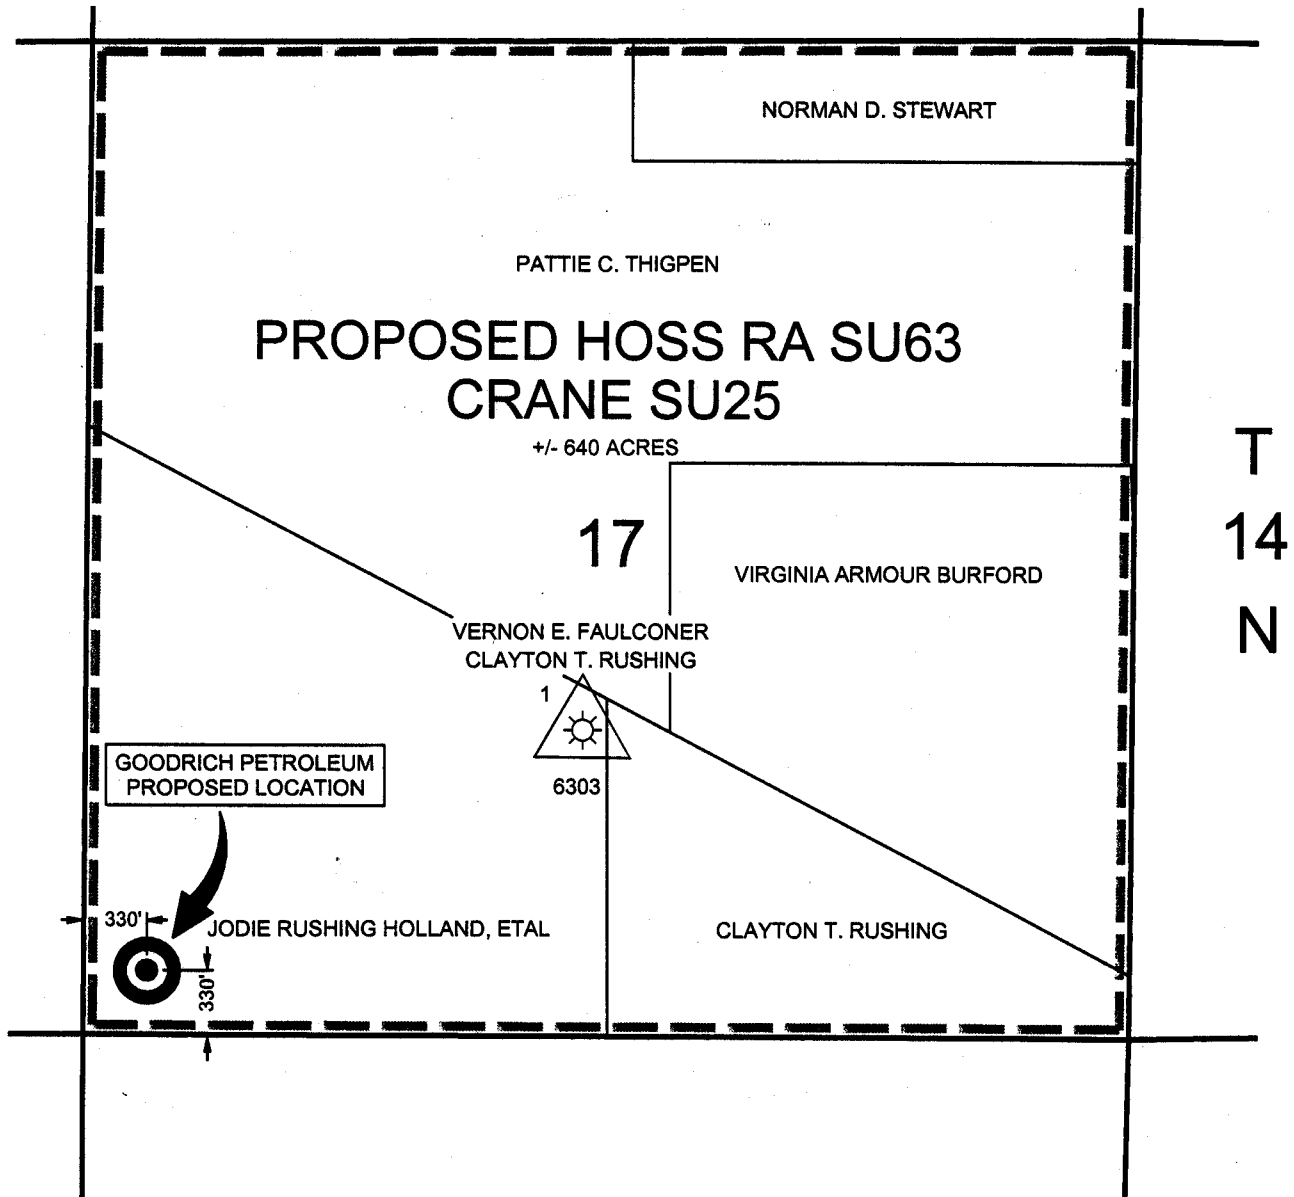 NORMAN D. STEWART
PATTIE C. THIGPEN
PROPOSED HOSS RA SU63
CRANE SU25
+/- 640 ACRES
T
14
N
17
VIRGINIA ARMOUR BURFORD
VERNON E. FAULCONER
CLAYTON T. RUSHING
1
6303
GOODRICH PETROLEUM
PROPOSED LOCATION
330'
JODIE RUSHING HOLLAND, ETAL
CLAYTON T. RUSHING
330'